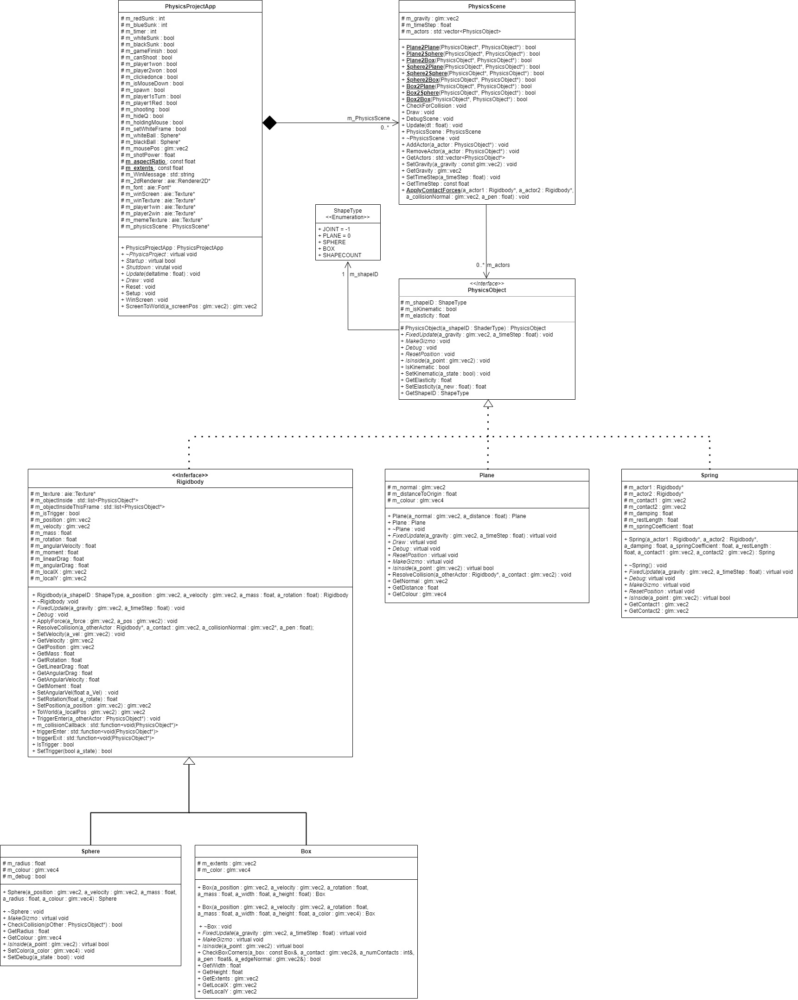 PhysicsProjectApp
# m_redSunk : int
# m_blueSunk : int
# m_timer : int
# m_whiteSunk : bool
# m_blackSunk : bool
# m_gameFinish : bool
# m_canShoot : bool
# m_player1won : bool
# m_player2won : bool
# m_clickedonce : bool
# m_isMouseDown : bool
# m_spawn : bool
# m_player1sTurn : bool
# m_player1Red : bool
# m_shooting : bool
# m_hideQ : bool
# m_holdingMouse : bool
# m_setWhiteFrame : bool
# m_whiteBall : Sphere*
# m_blackBall : Sphere*
# m_mousePos : glm::vec2
# m_shotPower : float
# m_aspectRatio : const float
# m_extents : const float
# m_WinMessage : std::string
# m_2dRenderer : aie::Renderer2D*
# m_font : aie::Font*
# m_winScreen : aie::Texture*
# m_winTexture : aie::Texture*
# m_player1win : aie::Texture*
# m_player2win : aie::Texture*
# m_memeTexture : aie::Texture*
# m_physicsScene : PhysicsScene*
+ PhysicsProjectApp : PhysicsProjectApp
+ ~PhysicsProject : virtual void
+ Startup : virtual bool
+ Shutdown : virutal void
+ Update(deltatime : float) : void
+ Draw : void
+ Reset : void
+ Setup : void
+ WinScreen : void
+ ScreenToWorld(a_screenPos : glm::vec2) : glm::vec2
m_PhysicsScene
0..*
PhysicsScene
# m_gravity : glm::vec2
# m_timeStep : float
# m_actors : std::vector<PhysicsObject>
+ Plane2Plane(PhysicsObject*, PhysicsObject*) : bool
+ Plane2Sphere(PhysicsObject*, PhysicsObject*) : bool
+ Plane2Box(PhysicsObject*, PhysicsObject*) : bool
+ Sphere2Plane(PhysicsObject*, PhysicsObject*) : bool
+ Sphere2Sphere(PhysicsObject*, PhysicsObject*) : bool
+ Sphere2Box(PhysicsObject*, PhysicsObject*) : bool
+ Box2Plane(PhysicsObject*, PhysicsObject*) : bool
+ Box2Sphere(PhysicsObject*, PhysicsObject*) : bool
+ Box2Box(PhysicsObject*, PhysicsObject*) : bool
+ CheckForCollision : void
+ Draw : void
+ DebugScene : void
+ Update(dt : float) : void
+ PhysicsScene : PhysicsScene
+ ~PhysicsScene : void
+ AddActor(a_actor : PhysicsObject*) : void
+ RemoveActor(a_actor : PhysicsObject*) : void
+ GetActors : std::vector<PhysicsObject*>
+ SetGravity(a_gravity : const glm::vec2) : void
+ GetGravity : glm::vec2
+ SetTimeStep(a_timeStep : float) : void
+ GetTimeStep : const float
+ ApplyContactForces(a_actor1 : Rigidbody*, a_actor2 : Rigidbody*,
a_collisionNormal : glm::vec2, a_pen : float) : void
ShapeType
<<Enumeration>>
+ JOINT = -1
+ PLANE = 0
+ SPHERE
+ BOX
+ SHAPECOUNT
1 m_shapeID
0..* m_actors
<<Interface>>
PhysicsObject
# m_shapeID : ShapeType
# m_isKinematic : bool
# m_elasticity : float
# PhysicsObject(a_shapeID : ShaderType) : PhysicsObject
+ FixedUpdate(a_gravity : glm::vec2, a_timeStep : float) : void
+ MakeGizmo : void
+ Debug : void
+ ResetPosition : void
+ IsInside(a_point : glm::vec2) : void
+ IsKinematic : bool
+ SetKinematic(a_state : bool) : void
+ GetElasticity : float
+ SetElasticity(a_new : float) : float
+ GetShapeID : ShapeType
<<Inferface>>
Rigidbody
# m_texture : aie::Texture*
# m_objectInside : std::list<PhysicsObject*>
# m_objectInsideThisFrame : std::list<PhysicsObject*>
# m_isTrigger : bool
# m_position : glm::vec2
# m_velocity : glm::vec2
# m_mass : float
# m_rotation : float
# m_angularVelocity : float
# m_moment : float
# m_linearDrag : float
# m_angularDrag : float
# m_localX : glm::vec2
# m_localY : glm::vec2
+ Rigidbody(a_shapeID : ShapeType, a_position : glm::vec2, a_velocity : glm::vec2, a_mass : float, a_rotation : float) : Rigidbody
+ ~Rigidbody :void
+ FixedUpdate(a_gravity : glm::vec2, a_timeStep : float) : void
+ Debug : void
+ ApplyForce(a_force : glm::vec2, a_pos : glm::vec2) : void
+ ResolveCollision(a_otherActor : Rigidbody*, a_contact : glm::vec2, a_collisionNormal : glm::vec2*, a_pen : float);
+ SetVelocity(a_vel : glm::vec2) : void
+ GetVelocity : glm::vec2
+ GetPosition : glm::vec2
+ GetMass : float
+ GetRotation : float
+ GetLinearDrag : float
+ GetAngularDrag : float
+ GetAngularVelocity : float
+ GetMoment : float
+ SetAngularVel(float a_Vel)  : void
+ SetRotation(float a_rotate) : float
+ SetPosition(a_position : glm::vec2) : glm::vec2
+ ToWorld(a_localPos : glm::vec2) : glm::vec2
+ TriggerEnter(a_otherActor : PhysicsObject*) : void
+ m_collisionCallback : std::function<void(PhysicsObject*)>
+ triggerEnter : std::function<void(PhysicsObject*)>
+ triggerExit : std::function<void(PhysicsObject*)>
+ IsTrigger : bool
+ SetTrigger(bool a_state) : bool
Plane
# m_normal : glm::vec2
# m_distanceToOrigin : float
# m_colour : glm::vec4
+ Plane(a_normal : glm::vec2, a_distance : float) : Plane
+ Plane : Plane
+ ~Plane : void
+ FixedUpdate(a_gravity : glm::vec2, a_timeStep : float) : virtual void
+ Draw : virtual void
+ Debug : virtual void
+ ResetPosition : virtual void
+ MakeGizmo : virtual void
+ IsInside(a_point : glm::vec2) : virtual bool
+ ResolveCollision(a_otherActor : Rigidbody*, a_contact : glm::vec2) : void
+ GetNormal : glm::vec2
+ GetDistance : float
+ GetColour : glm::vec4
Spring
# m_actor1 : Rigidbody*
# m_actor2 : Rigidbody*
# m_contact1 : glm::vec2
# m_contact2 : glm::vec2
# m_damping : float
# m_restLength : float
# m_springCoefficient : float
+ Spring(a_actor1 : Rigidbody*, a_actor2 : Rigidbody*,
a_damping : float, a_springCoefficient : float, a_restLength :
float, a_contact1 : glm::vec2, a_contact2 : glm::vec2) : Spring
+ ~Spring() : void
+ FixedUpdate(a_gravity : glm::vec2, a_timeStep : float) : virtual void
+ Debug: virtual void
+ MakeGizmo : virtual void
+ ResetPosition : virtual void
+ IsInside(a_point : glm::vec2) : virtual bool
+ GetContact1 : glm::vec2
+ GetContact2 : glm::vec2
Sphere
# m_radius : float
# m_colour : glm::vec4
# m_debug : bool
+ Sphere(a_position : glm::vec2, a_velocity : glm::vec2, a_mass : float,
a_radius : float, a_colour : glm::vec4) : Sphere
+ ~Sphere : void
+ MakeGizmo : virtual void
+ CheckCollision(pOther : PhysicsObject*) : bool
+ GetRadius : float
+ GetColour : glm::vec4
+ IsInside(a_point : glm::vec2) : virtual bool
+ SetColor(a_color : glm::vec4) : void
+ SetDebug(a_state : bool) : void
Box
# m_extents : glm::vec2
# m_color : glm::vec4
+ Box(a_position : glm::vec2, a_velocity : glm::vec2, a_rotation : float,
a_mass : float, a_width : float, a_height : float) : Box
+ Box(a_position : glm::vec2, a_velocity : glm::vec2, a_rotation : float,
a_mass : float, a_width : float, a_height : float, a_color : glm::vec4) : Box
+ ~Box : void
+ FixedUpdate(a_gravity : glm::vec2, a_timeStep : float) : virtual void
+ MakeGizmo : virtual void
+ IsInside(a_point : glm::vec2) : virtual bool
+ CheckBoxCorners(a_box : const Box&, a_contact : glm::vec2&, a_numContacts : int&,
a_pen : float&, a_edgeNormal : glm::vec2&) : bool
+ GetWidth : float
+ GetHeight : float
+ GetExtents : glm::vec2
+ GetLocalX : glm::vec2
+ GetLocalY : glm::vec2